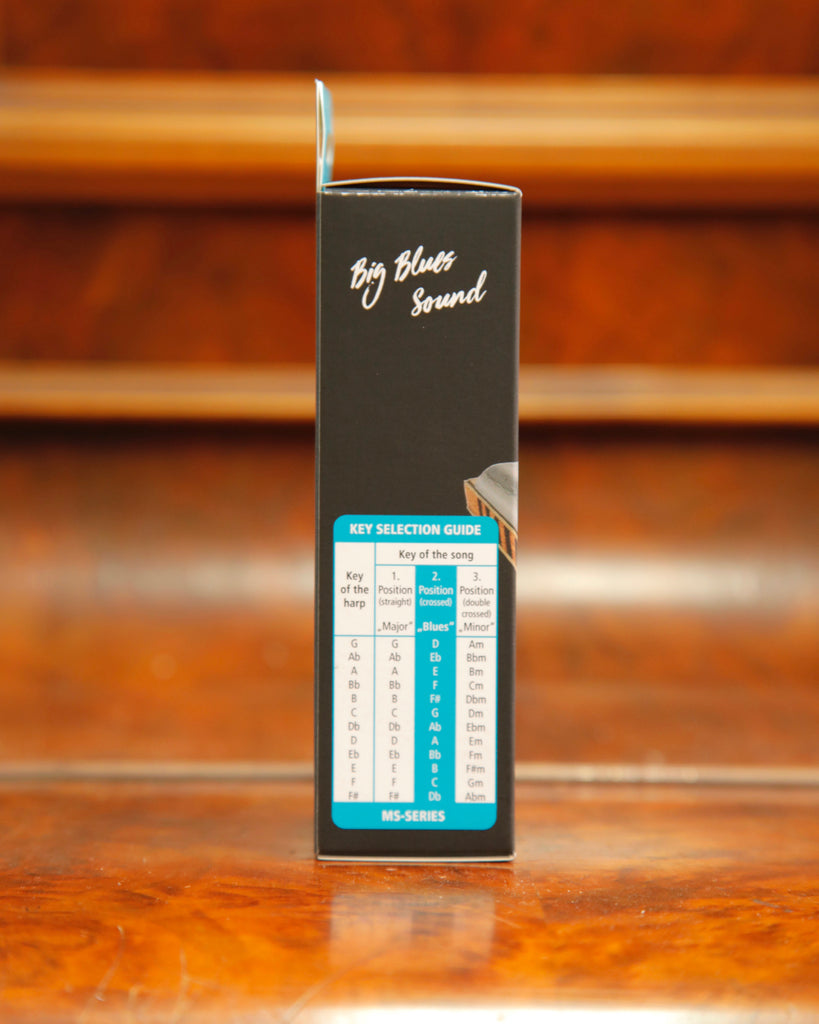 Big Blues
Sound
KEY SELECTION GUIDE
Key of the song
Key of the harp
1. Position (straight) „Major"
2. Position (crossed) „Blues"
3. Position (double crossed) „Minor"
G G D Am
Ab Ab Eb Bbm
A A E Bm
Bb Bb F Cm
B B F# Dbm
C C G Dm
Db Db Ab Ebm
D D A Em
Eb Eb Bb Fm
E E B F#m
F F C Gm
F# F# Db Abm
MS-SERIES